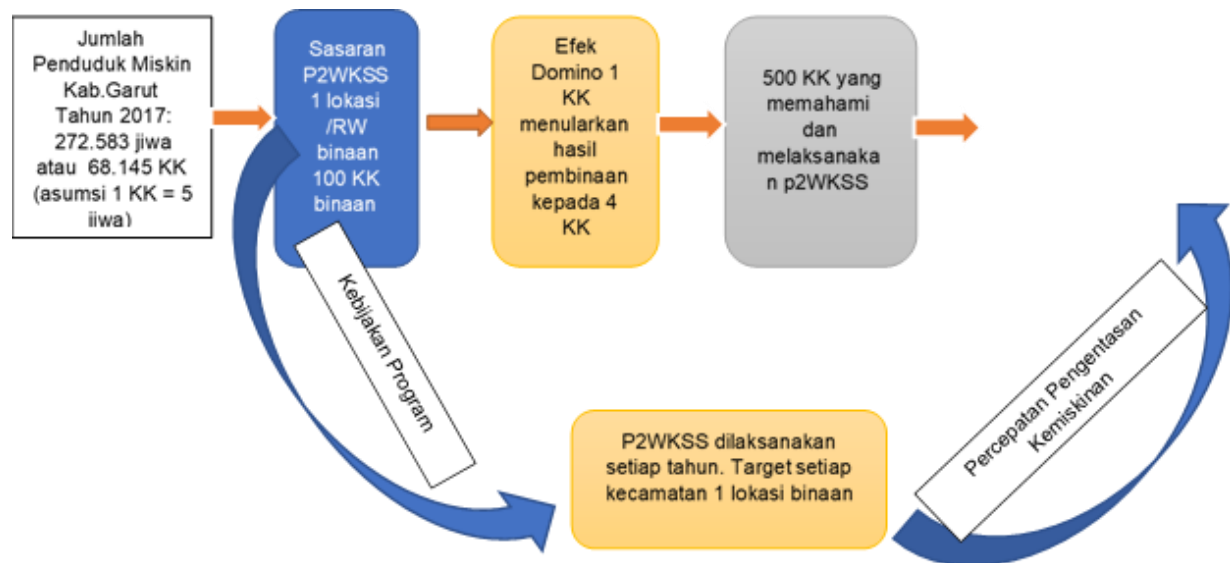 Jumlah
Penduduk Miskin
Kab.Garut
Tahun 2017:
272.583 jiwa
atau 68.145 KK
(asumsi 1 KK = 5
jiwa)
Sasaran
P2WKSS
1 lokasi
/RW
binaan
100 KK
binaan
Efek
Domino 1
KK
menularkan
hasil
pembinaan
kepada 4
KK
500 KK yang
memahami
dan
melaksanaka
n p2WKSS
Kebijakan Program
P2WKSS dilaksanakan
setiap tahun. Target setiap
kecamatan 1 lokasi binaan
Percepatan Pengentasan
Kemiskinan